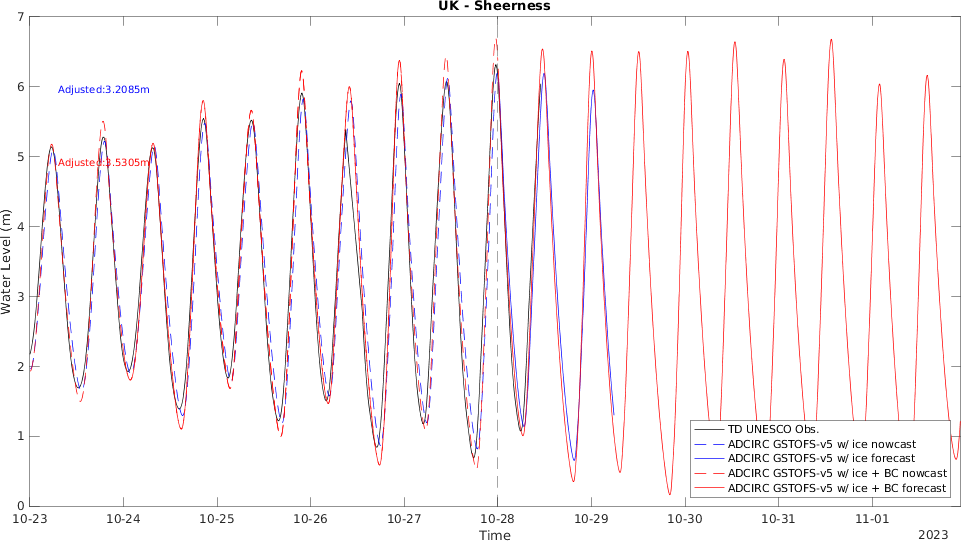 UK - Sheerness
7
6
5
4
3
2
1
0
Water Level (m)
Adjusted:3.2085m
Adjusted:3.5305m
TD UNESCO Obs.
ADCIRC GSTOFS-v5 w/ ice nowcast
ADCIRC GSTOFS-v5 w/ ice forecast
ADCIRC GSTOFS-v5 w/ ice + BC nowcast
ADCIRC GSTOFS-v5 w/ ice + BC forecast
10-23 10-24 10-25 10-26 10-27 10-28 10-29 10-30 10-31 11-01
Time
2023